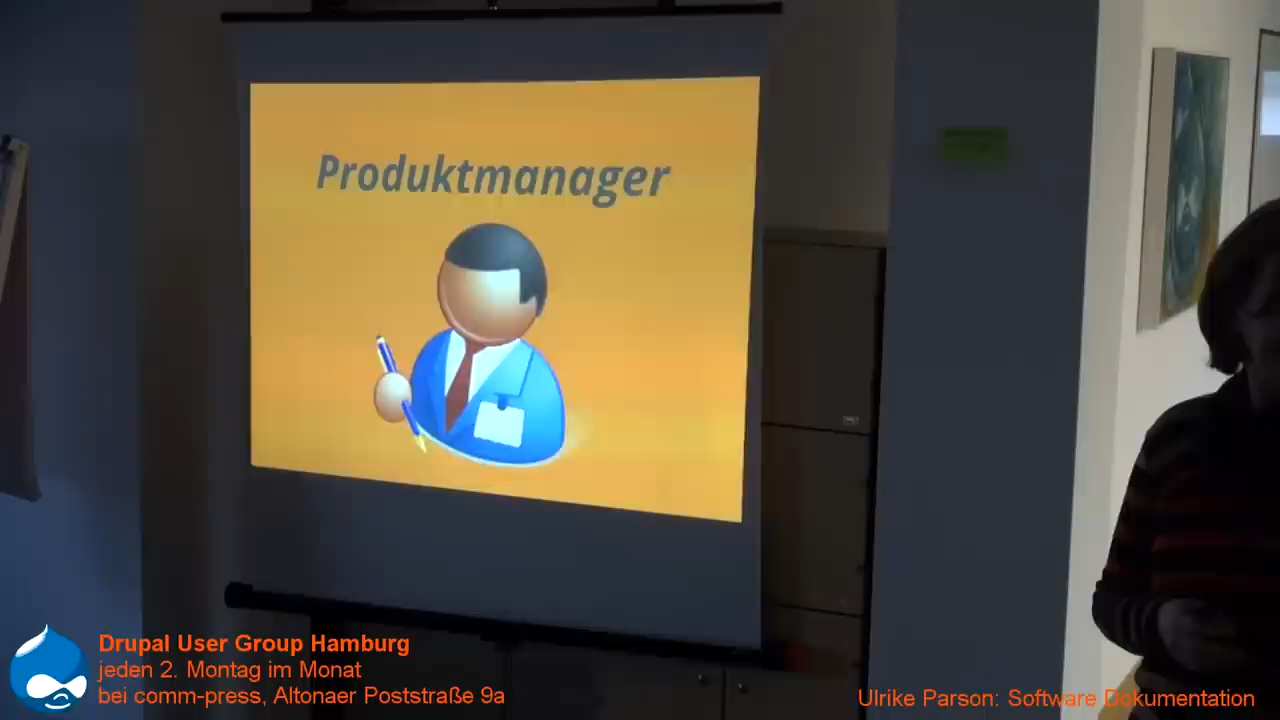 Produktmanager
Drupal User Group Hamburg
jeden 2. Montag im Monat
bei comm-press, Altonaer Poststraße 9a
Ulrike Parson: Software Dokumentation